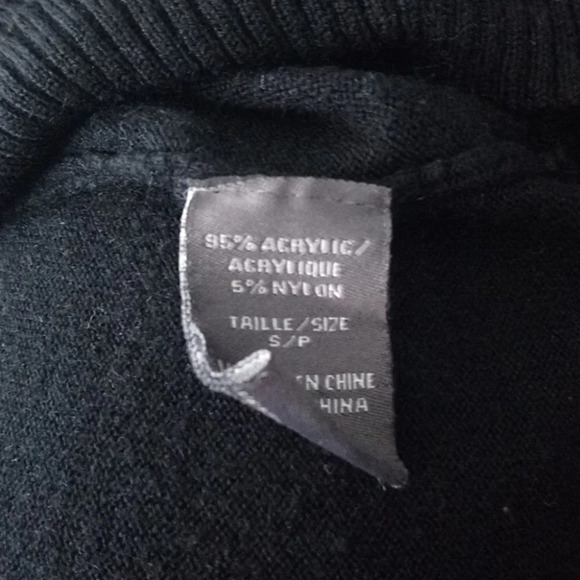 95% ACRYLIC/
ACRYLIQUE
5% NYLON
TAILLE/SIZE
S/P
N CHINE
HINA